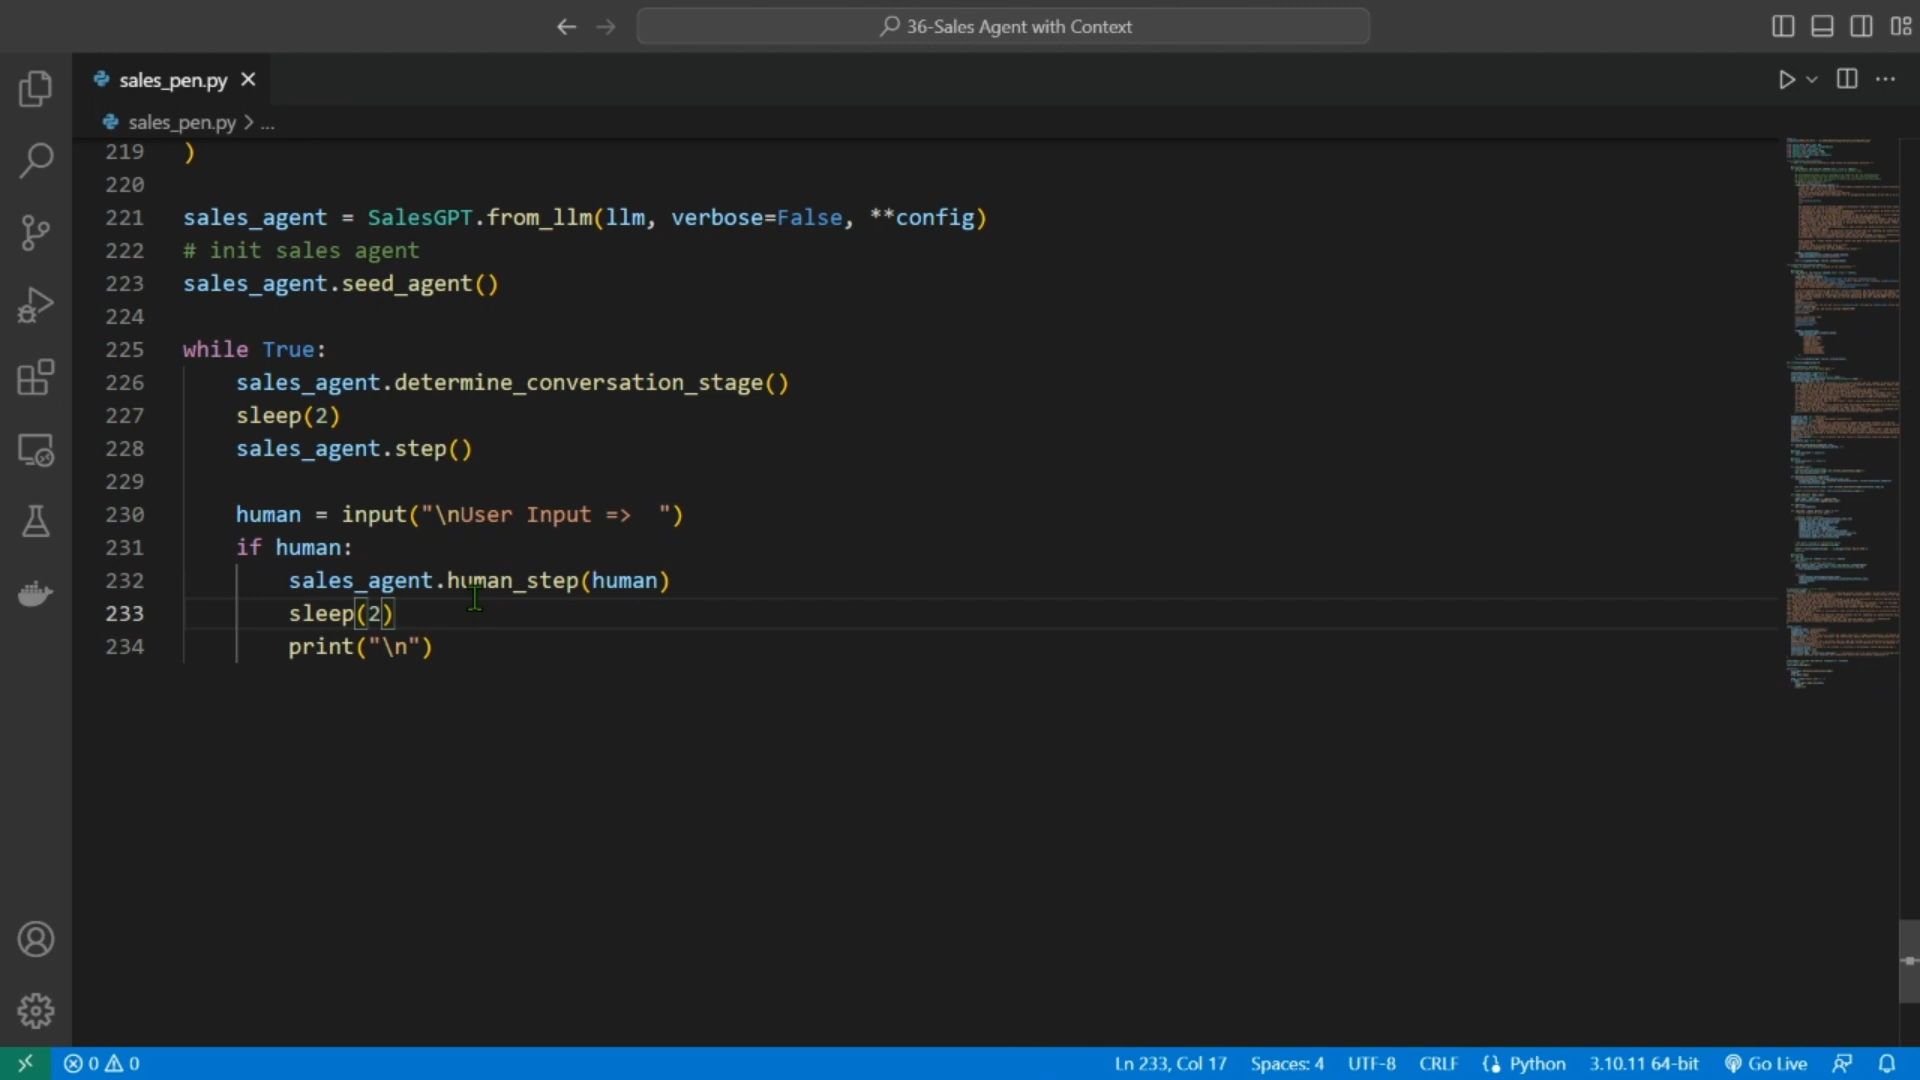 36-Sales Agent with Context
sales_pen.py
sales_pen.py > ...
219 )
220
221 sales_agent = SalesGPT.from_llm(llm, verbose=False, **config)
222 # init sales agent
223 sales_agent.seed_agent()
224
225 while True:
226     sales_agent.determine_conversation_stage()
227     sleep(2)
228     sales_agent.step()
229
230     human = input("\nUser Input =>  ")
231     if human:
232         sales_agent.human_step(human)
233         sleep(2)
234         print("\n")
0 0 Ln 233, Col 17 Spaces: 4 UTF-8 CRLF Python 3.10.11 64-bit Go Live